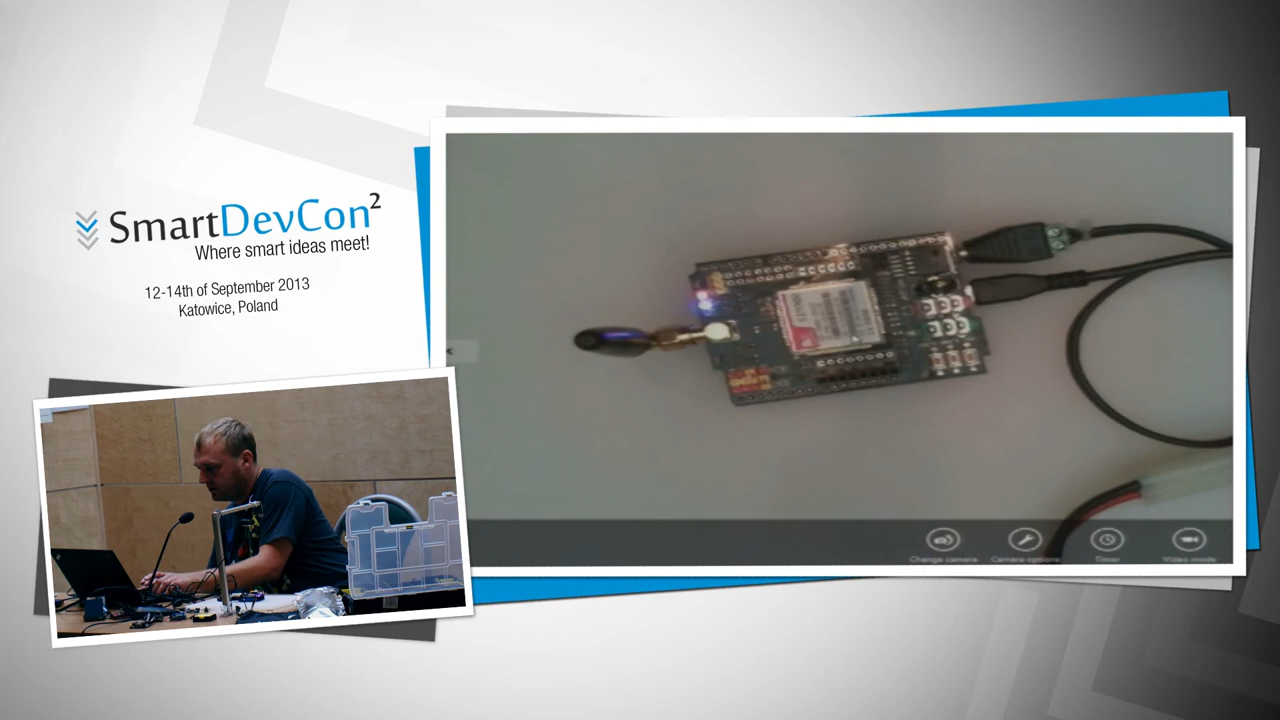 SmartDevCon²
Where smart ideas meet!
12-14th of September 2013
Katowice, Poland
Change camera
Camera options
Timer
Video mode